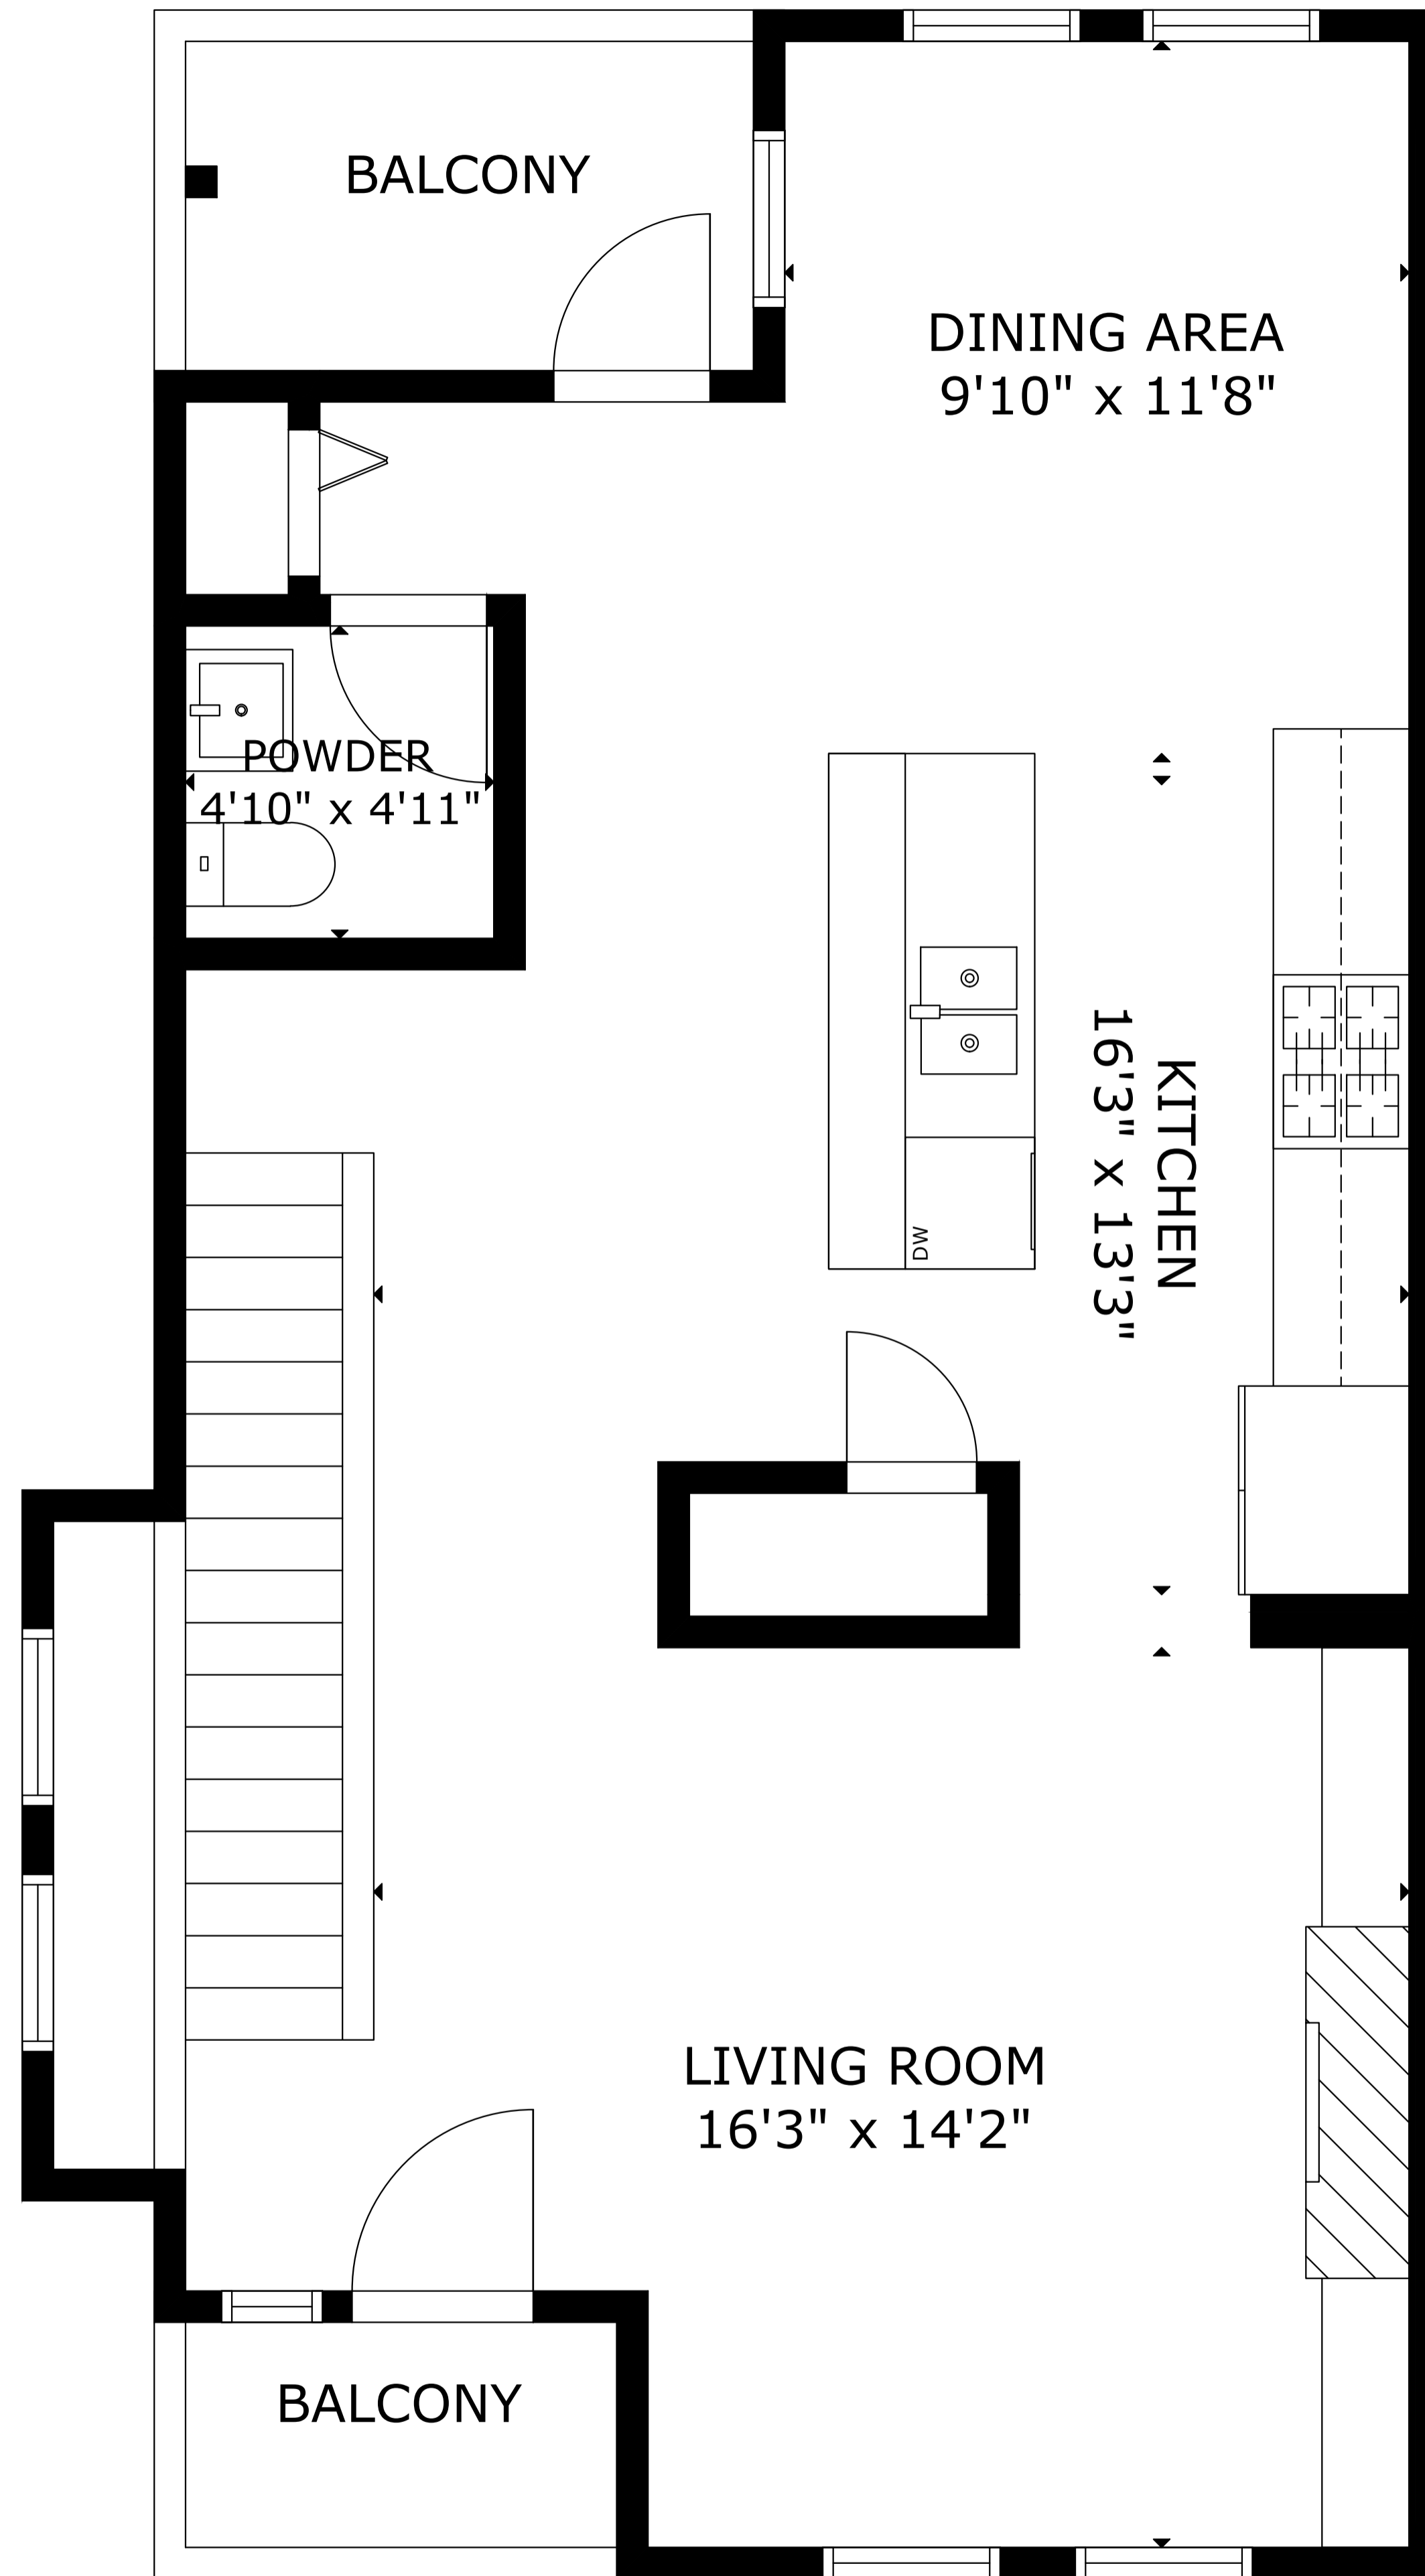 BALCONY
DINING AREA
9'10" x 11'8"
POWDER
4'10" x 4'11"
KITCHEN
16'3" x 13'3"
DW
LIVING ROOM
16'3" x 14'2"
BALCONY